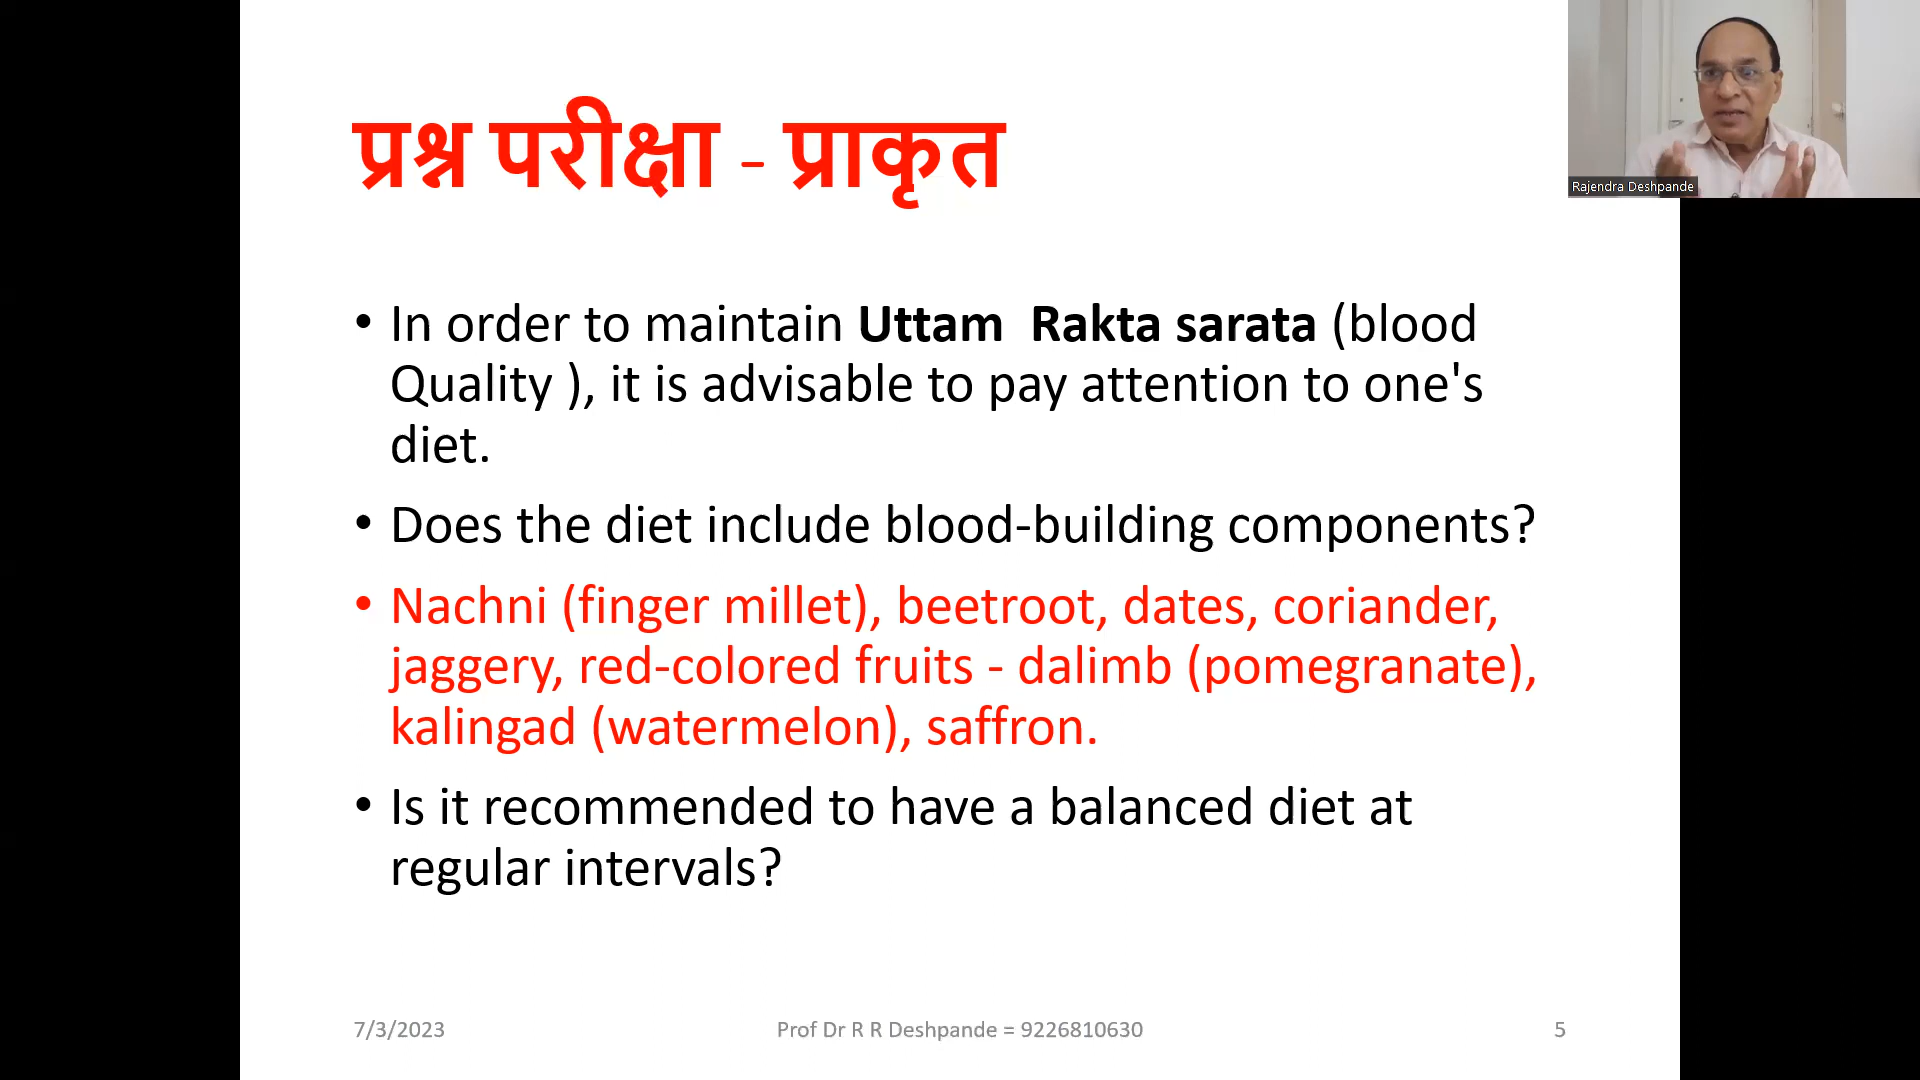 प्रश्न परीक्षा - प्राकृत
Rajendra Deshpande
• In order to maintain Uttam  Rakta sarata (blood
Quality ), it is advisable to pay attention to one's
diet.
• Does the diet include blood-building components?
• Nachni (finger millet), beetroot, dates, coriander,
jaggery, red-colored fruits - dalimb (pomegranate),
kalingad (watermelon), saffron.
• Is it recommended to have a balanced diet at
regular intervals?
7/3/2023
Prof Dr R R Deshpande = 9226810630
5